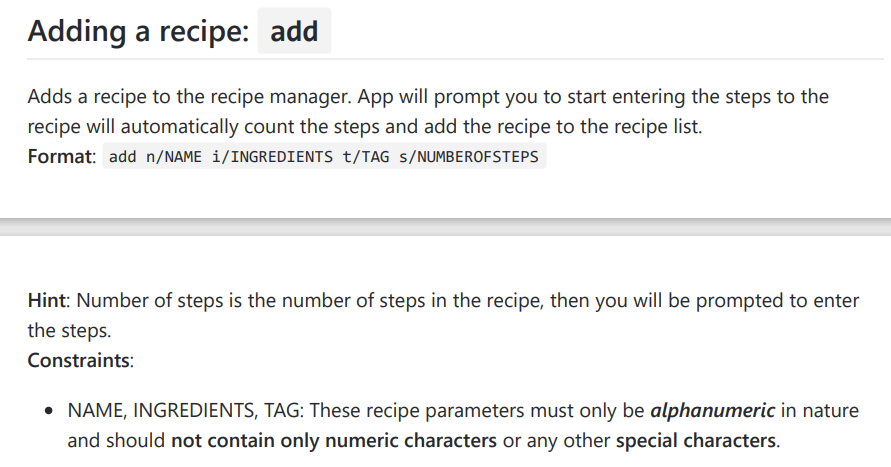 Adding a recipe: add
Adds a recipe to the recipe manager. App will prompt you to start entering the steps to the
recipe will automatically count the steps and add the recipe to the recipe list.
Format: add n/NAME i/INGREDIENTS t/TAG s/NUMBEROFSTEPS
Hint: Number of steps is the number of steps in the recipe, then you will be prompted to enter
the steps.
Constraints:
• NAME, INGREDIENTS, TAG: These recipe parameters must only be alphanumeric in nature
and should not contain only numeric characters or any other special characters.